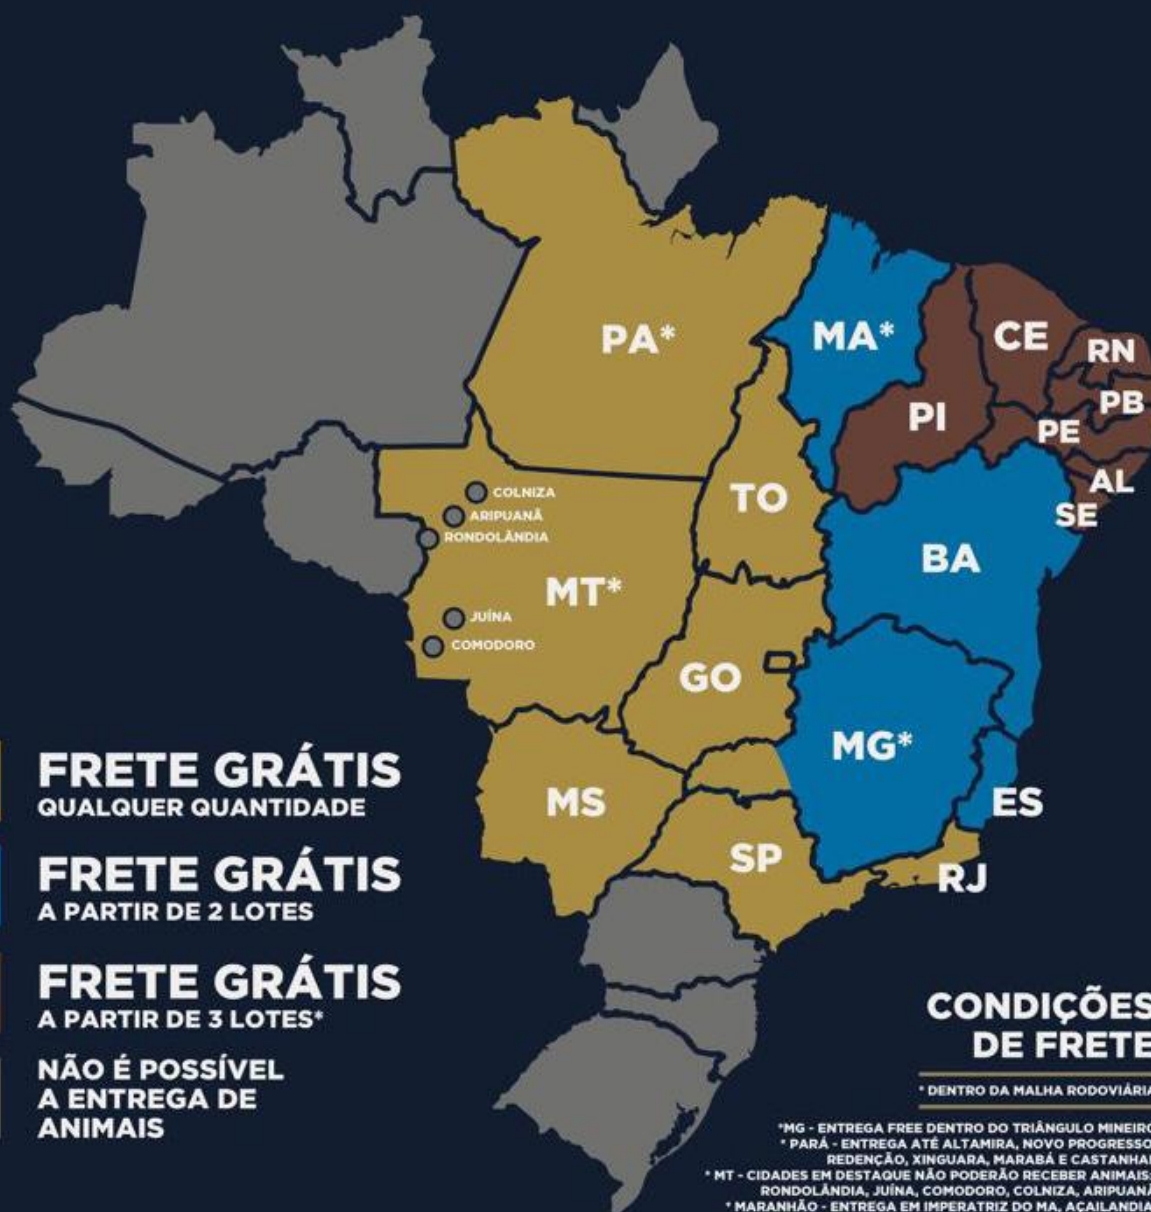 PA*
MA*
CE
RN
PB
PI
PE
AL
SE
TO
COLNIZA
ARIPUANÃ
RONDOLÂNDIA
BA
MT*
JUÍNA
COMODORO
GO
MG*
MS
ES
SP
RJ
FRETE GRÁTIS
QUALQUER QUANTIDADE
FRETE GRÁTIS
A PARTIR DE 2 LOTES
FRETE GRÁTIS
A PARTIR DE 3 LOTES*
NÃO É POSSÍVEL
A ENTREGA DE
ANIMAIS
CONDIÇÕES
DE FRETE
* DENTRO DA MALHA RODOVIÁRIA
*MG - ENTREGA FREE DENTRO DO TRIÂNGULO MINEIRO
* PARÁ - ENTREGA ATÉ ALTAMIRA, NOVO PROGRESSO
REDENÇÃO, XINGUARA, MARABÁ E CASTANHAL
* MT - CIDADES EM DESTAQUE NÃO PODERÃO RECEBER ANIMAIS:
RONDOLÂNDIA, JUÍNA, COMODORO, COLNIZA, ARIPUANÃ
* MARANHÃO - ENTREGA EM IMPERATRIZ DO MA, AÇAILANDIA